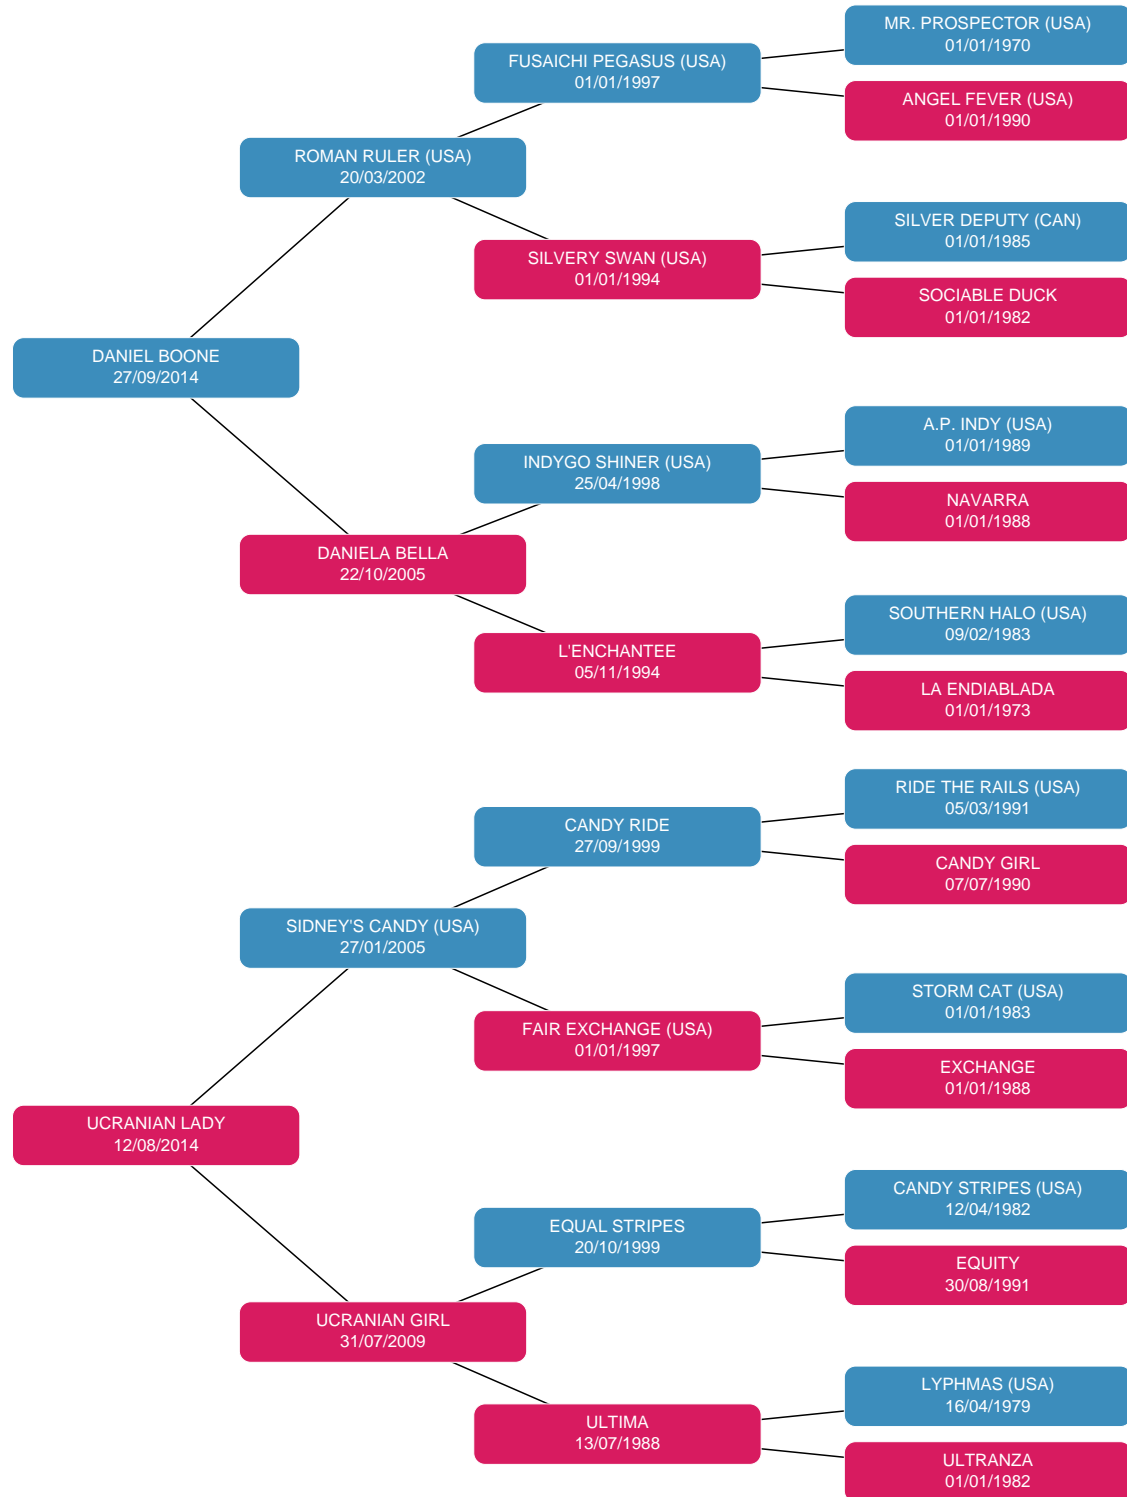 MR. PROSPECTOR (USA)
01/01/1970
FUSAICHI PEGASUS (USA)
01/01/1997
ANGEL FEVER (USA)
01/01/1990
ROMAN RULER (USA)
20/03/2002
SILVER DEPUTY (CAN)
01/01/1985
SILVERY SWAN (USA)
01/01/1994
SOCIABLE DUCK
01/01/1982
DANIEL BOONE
27/09/2014
A.P. INDY (USA)
01/01/1989
INDYGO SHINER (USA)
25/04/1998
NAVARRA
01/01/1988
DANIELA BELLA
22/10/2005
SOUTHERN HALO (USA)
09/02/1983
L'ENCHANTEE
05/11/1994
LA ENDIABLADA
01/01/1973
RIDE THE RAILS (USA)
05/03/1991
CANDY RIDE
27/09/1999
CANDY GIRL
07/07/1990
SIDNEY'S CANDY (USA)
27/01/2005
STORM CAT (USA)
01/01/1983
FAIR EXCHANGE (USA)
01/01/1997
EXCHANGE
01/01/1988
UCRANIAN LADY
12/08/2014
CANDY STRIPES (USA)
12/04/1982
EQUAL STRIPES
20/10/1999
EQUITY
30/08/1991
UCRANIAN GIRL
31/07/2009
LYPHMAS (USA)
16/04/1979
ULTIMA
13/07/1988
ULTRANZA
01/01/1982